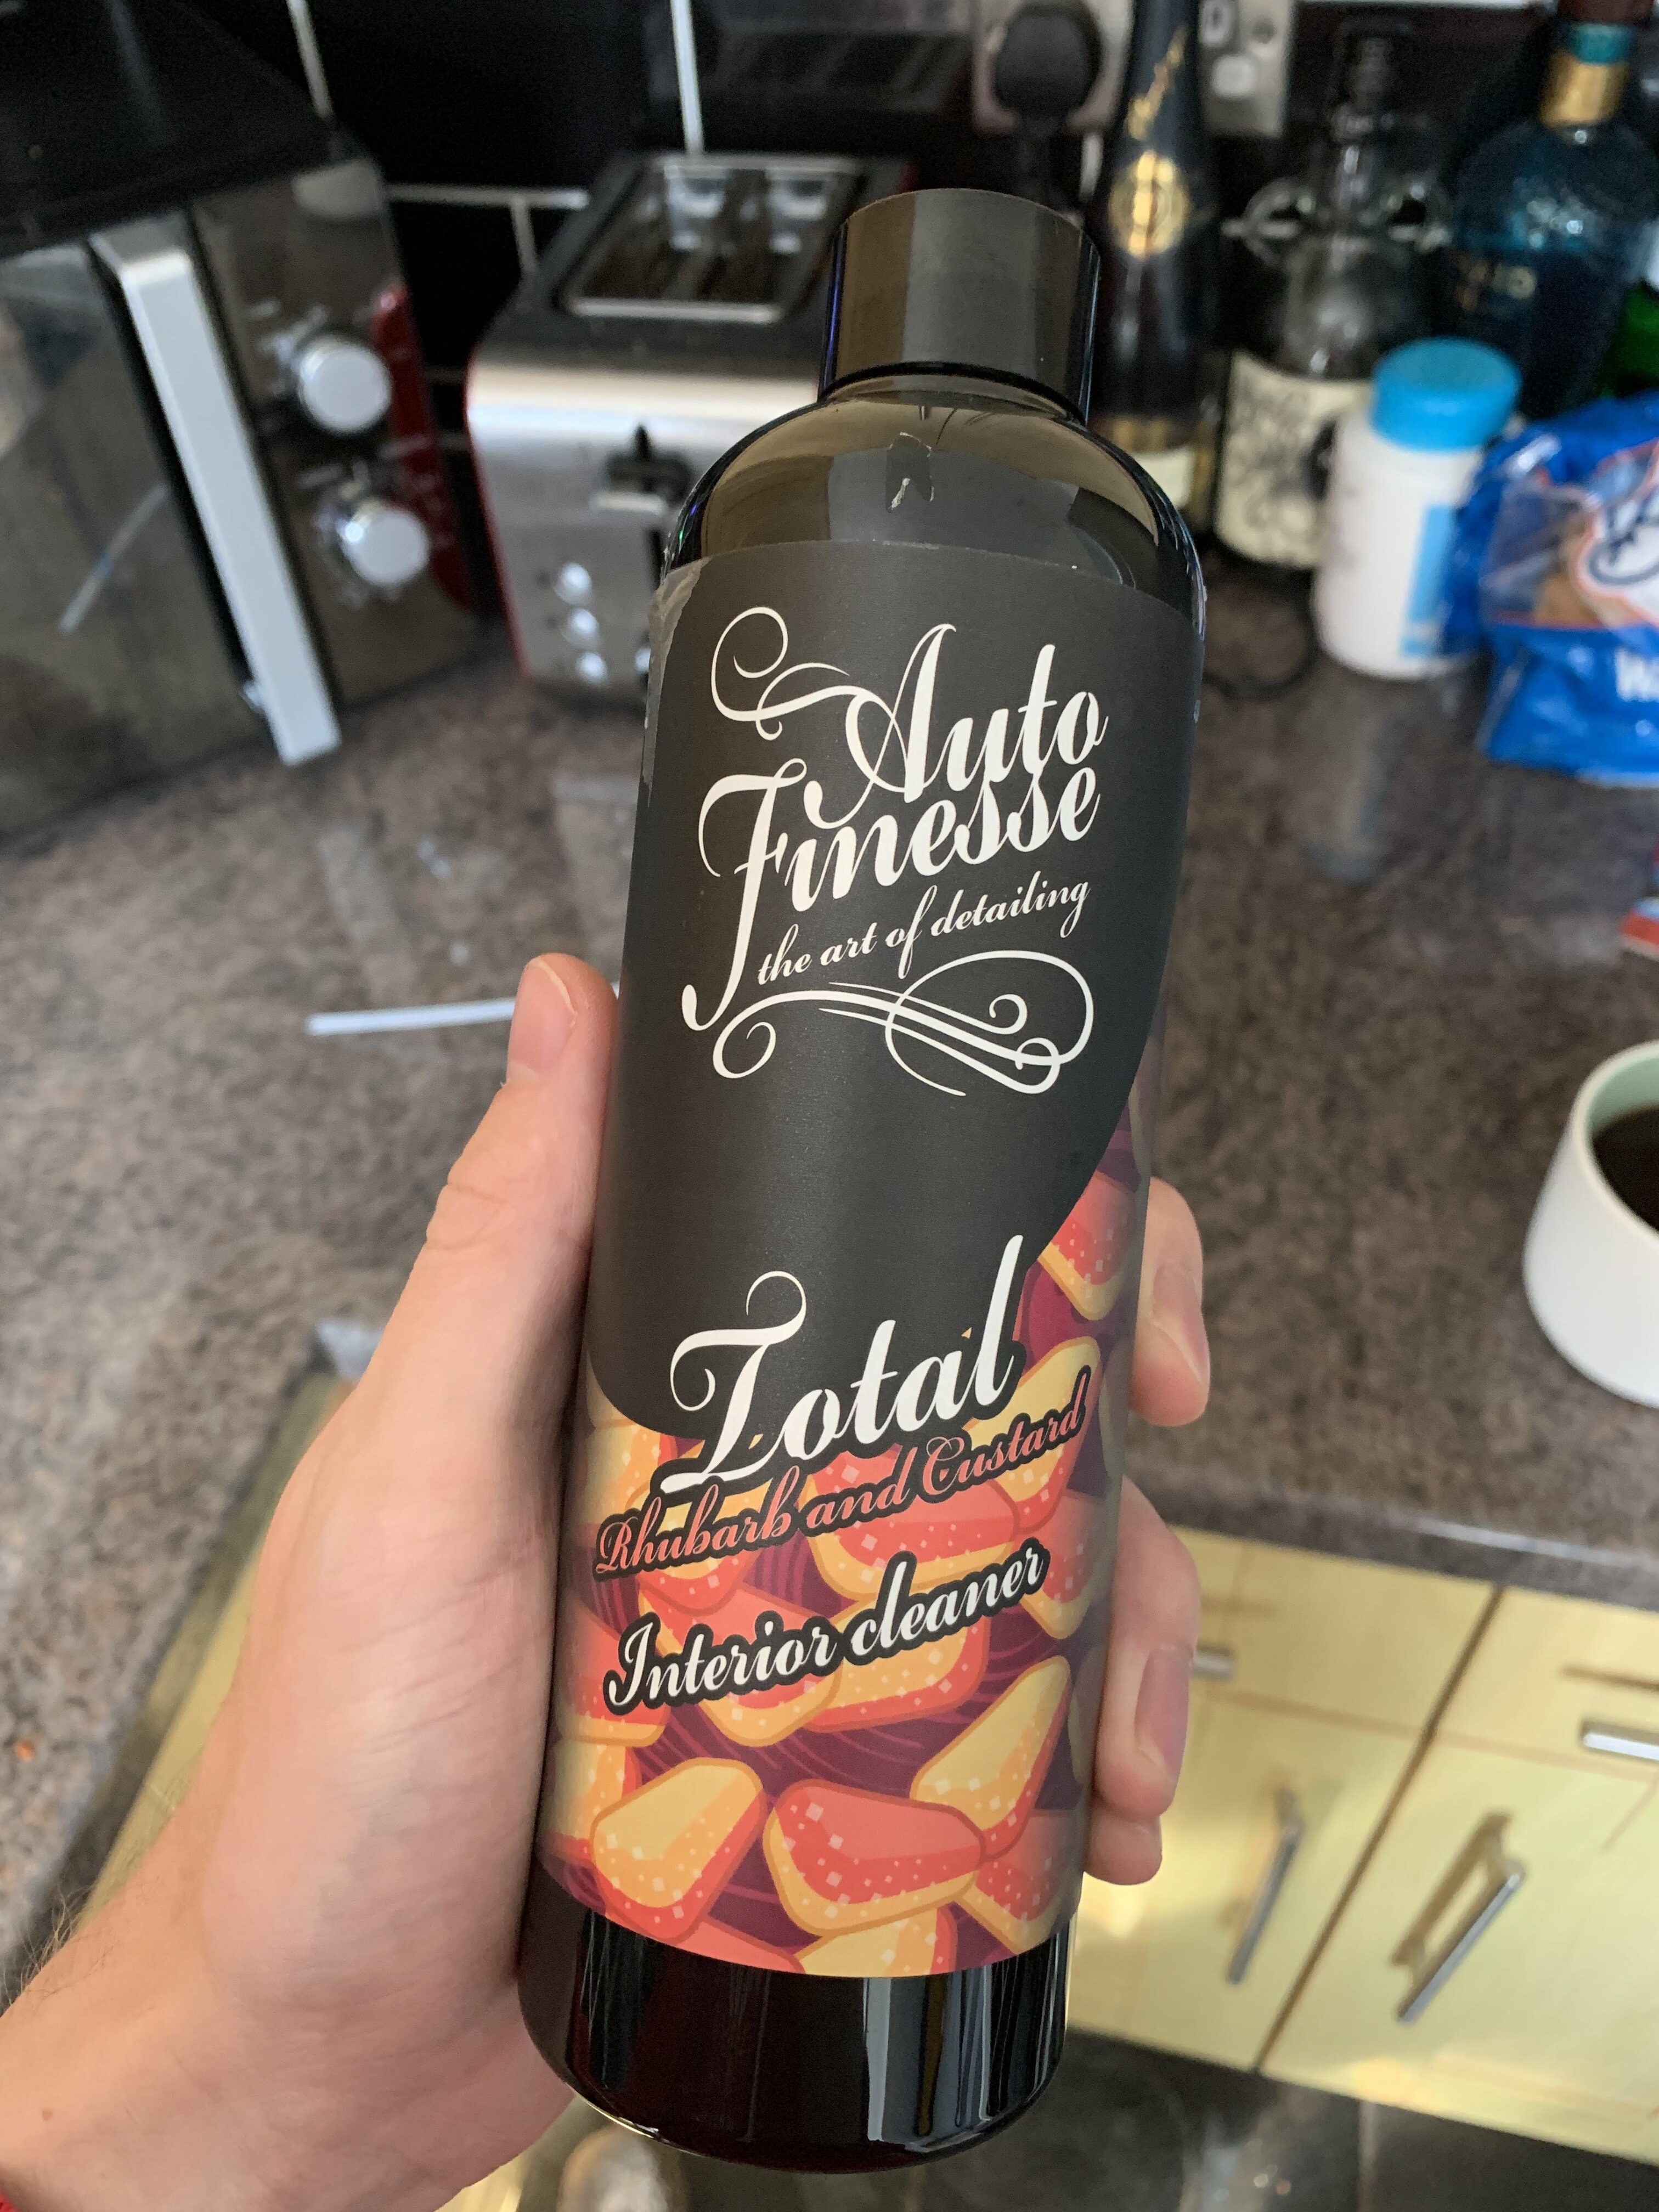 Auto
Finesse
the art of detailing
Total
Rhubarb and Custard
Interior cleaner